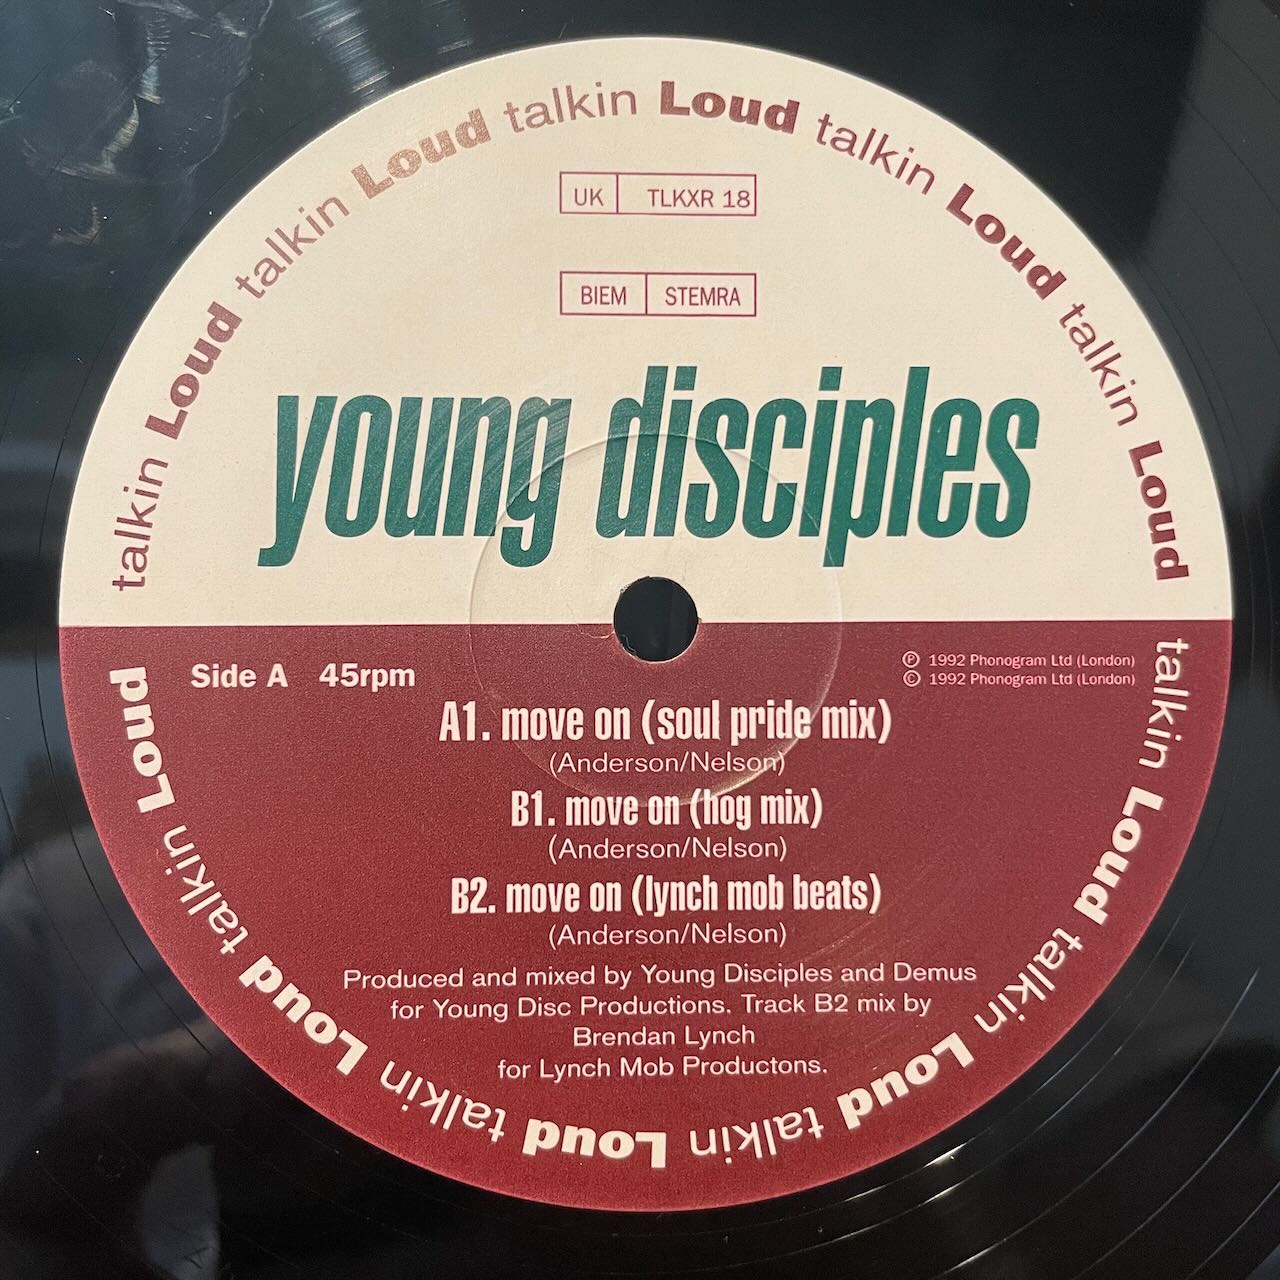 talkin Loud talkin Loud talkin Loud talkin Loud talkin Loud
UK TLKXR 18
BIEM STEMRA
young disciples
Side A 45rpm
℗ 1992 Phonogram Ltd (London)
© 1992 Phonogram Ltd (London)
A1. move on (soul pride mix)
(Anderson/Nelson)
B1. move on (hog mix)
(Anderson/Nelson)
B2. move on (lynch mob beats)
(Anderson/Nelson)
Produced and mixed by Young Disciples and Demus
for Young Disc Productions. Track B2 mix by
Brendan Lynch
for Lynch Mob Productons.
talkin Loud talkin Loud talkin Loud talkin Loud talkin Loud